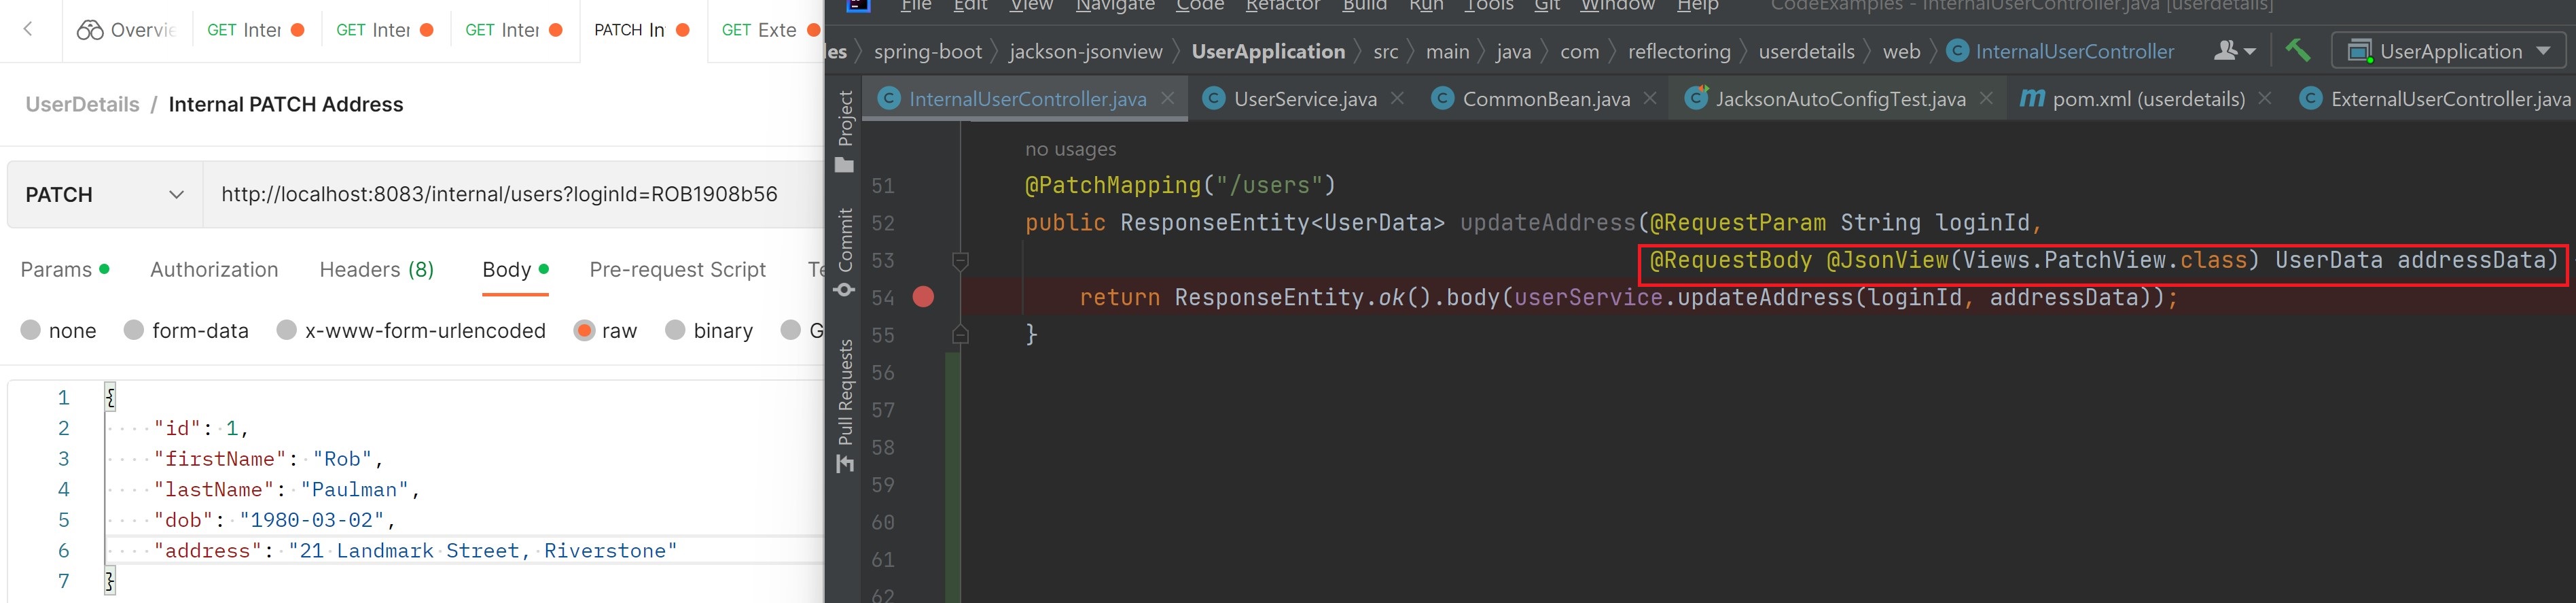 Overvie GET Inter GET Inter GET Inter PATCH In GET Exte
UserDetails / Internal PATCH Address
PATCH http://localhost:8083/internal/users?loginId=ROB1908b56
Params Authorization Headers (8) Body Pre-request Script Te
none form-data x-www-form-urlencoded raw binary G
1 {
2 "id": 1,
3 "firstName": "Rob",
4 "lastName": "Paulman",
5 "dob": "1980-03-02",
6 "address": "21 Landmark Street, Riverstone"
7 }
File Edit View Navigate Code Refactor Build Run Tools Git Window Help CodeExamples - InternalUserController.java [userdetails]
les spring-boot jackson-jsonview UserApplication src main java com reflectoring userdetails web InternalUserController UserApplication
InternalUserController.java UserService.java CommonBean.java JacksonAutoConfigTest.java pom.xml (userdetails) ExternalUserController.java
Project
Commit
Pull Requests
no usages
51 @PatchMapping("/users")
52 public ResponseEntity<UserData> updateAddress(@RequestParam String loginId,
53 @RequestBody @JsonView(Views.PatchView.class) UserData addressData)
54 return ResponseEntity.ok().body(userService.updateAddress(loginId, addressData));
55 }
56
57
58
59
60
61
62